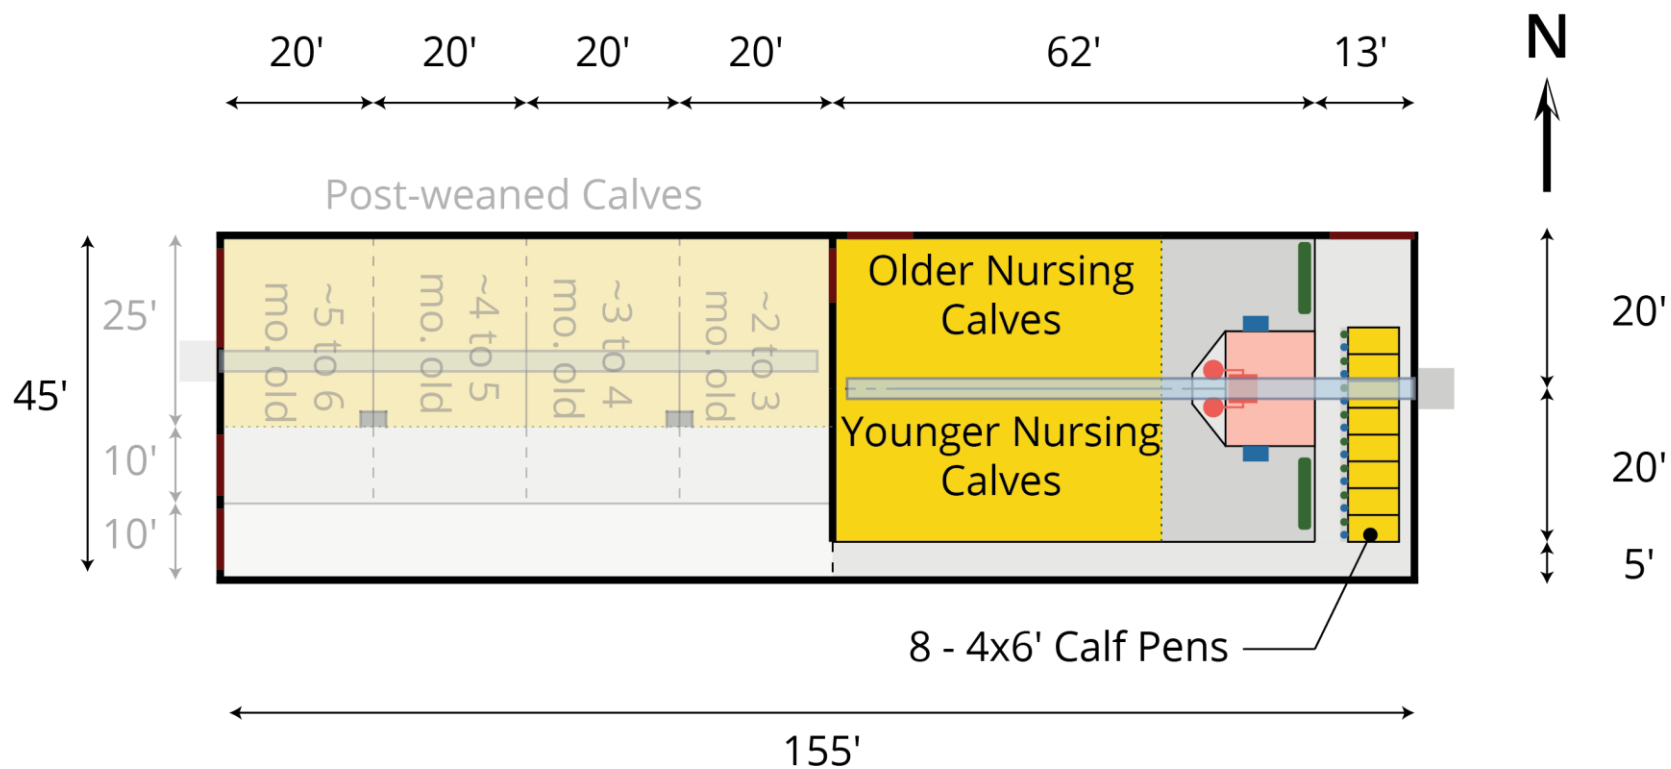 20'
20'
20'
20'
62'
13'
N
Post-weaned Calves
45'
25'
10'
10'
~5 to 6
mo. old
~4 to 5
mo. old
~3 to 4
mo. old
~2 to 3
mo. old
Older Nursing
Calves
Younger Nursing
Calves
20'
20'
5'
8 - 4x6' Calf Pens
155'